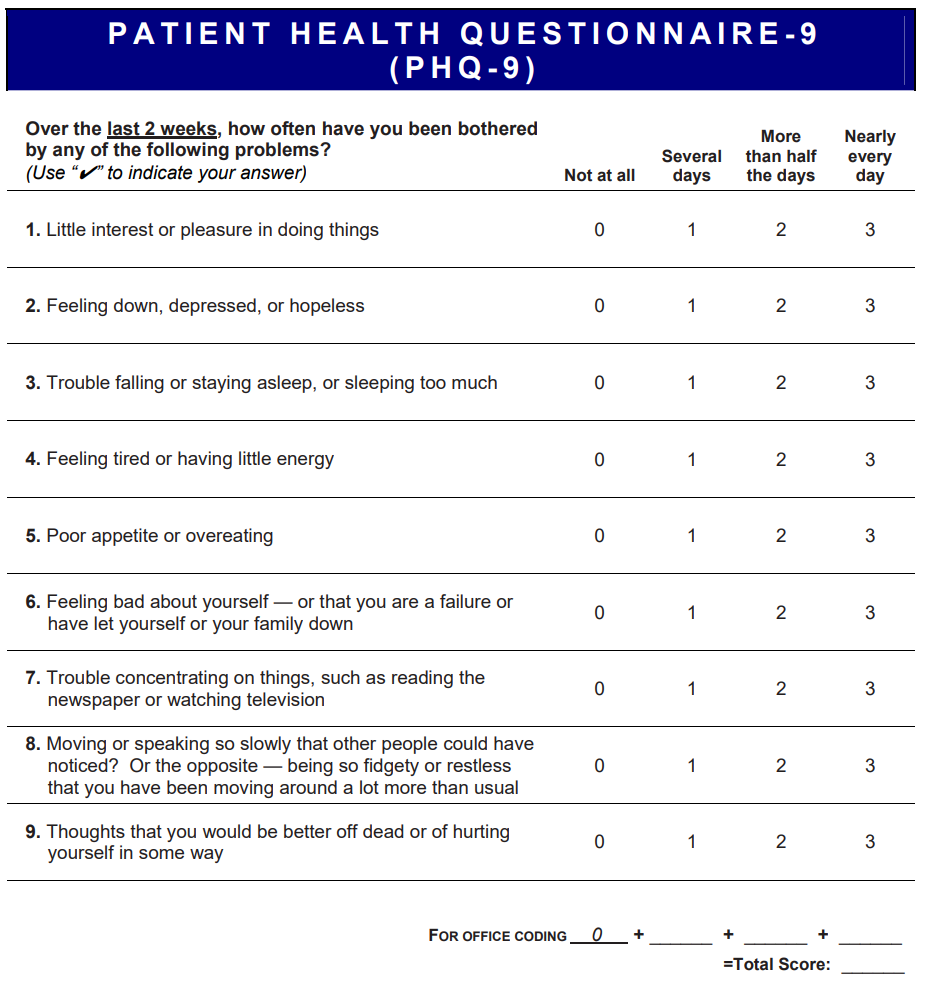 PATIENT HEALTH QUESTIONNAIRE-9
(PHQ-9)
Over the last 2 weeks, how often have you been bothered
by any of the following problems?
(Use “✔” to indicate your answer)
Not at all
Several
days
More
than half
the days
Nearly
every
day
1. Little interest or pleasure in doing things 0 1 2 3
2. Feeling down, depressed, or hopeless 0 1 2 3
3. Trouble falling or staying asleep, or sleeping too much 0 1 2 3
4. Feeling tired or having little energy 0 1 2 3
5. Poor appetite or overeating 0 1 2 3
6. Feeling bad about yourself — or that you are a failure or
have let yourself or your family down 0 1 2 3
7. Trouble concentrating on things, such as reading the
newspaper or watching television 0 1 2 3
8. Moving or speaking so slowly that other people could have
noticed? Or the opposite — being so fidgety or restless 0 1 2 3
that you have been moving around a lot more than usual
9. Thoughts that you would be better off dead or of hurting
yourself in some way 0 1 2 3
FOR OFFICE CODING 0 + ______ + ______ + ______
=Total Score: ______